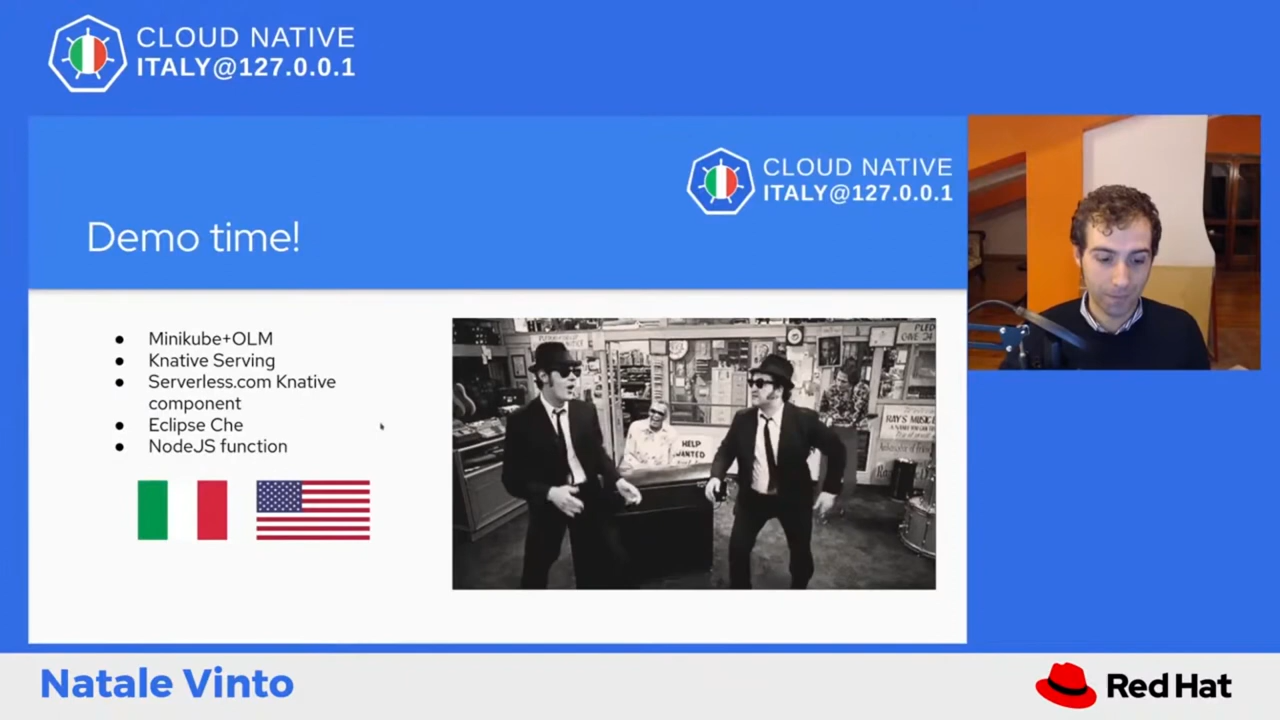 CLOUD NATIVE
ITALY@127.0.0.1
CLOUD NATIVE
ITALY@127.0.0.1
Demo time!
● Minikube+OLM
● Knative Serving
● Serverless.com Knative
component
● Eclipse Che
● NodeJS function
HELP
WANTED
RAY'S MUSIC
Natale Vinto
Red Hat